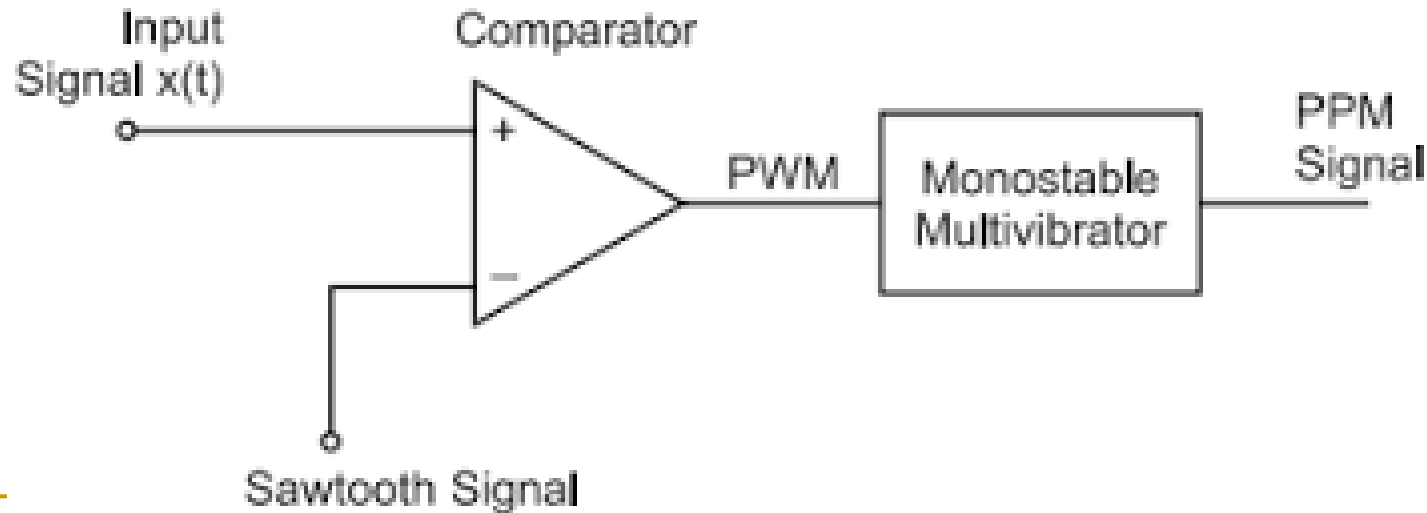 Input
Signal x(t)
Comparator
+
−
PWM
Monostable
Multivibrator
PPM
Signal
Sawtooth Signal